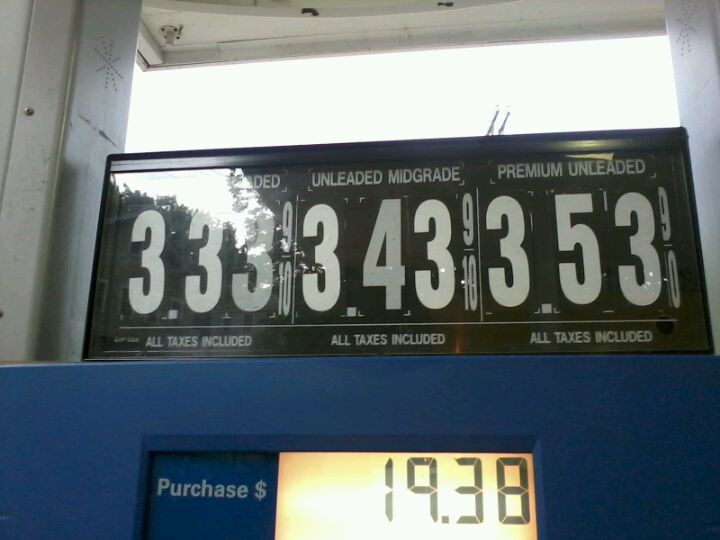 DED UNLEADED MIDGRADE PREMIUM UNLEADED
3.33 9/10 3.43 9/10 3.53 9/10
ALL TAXES INCLUDED ALL TAXES INCLUDED ALL TAXES INCLUDED
Purchase $ 19.38